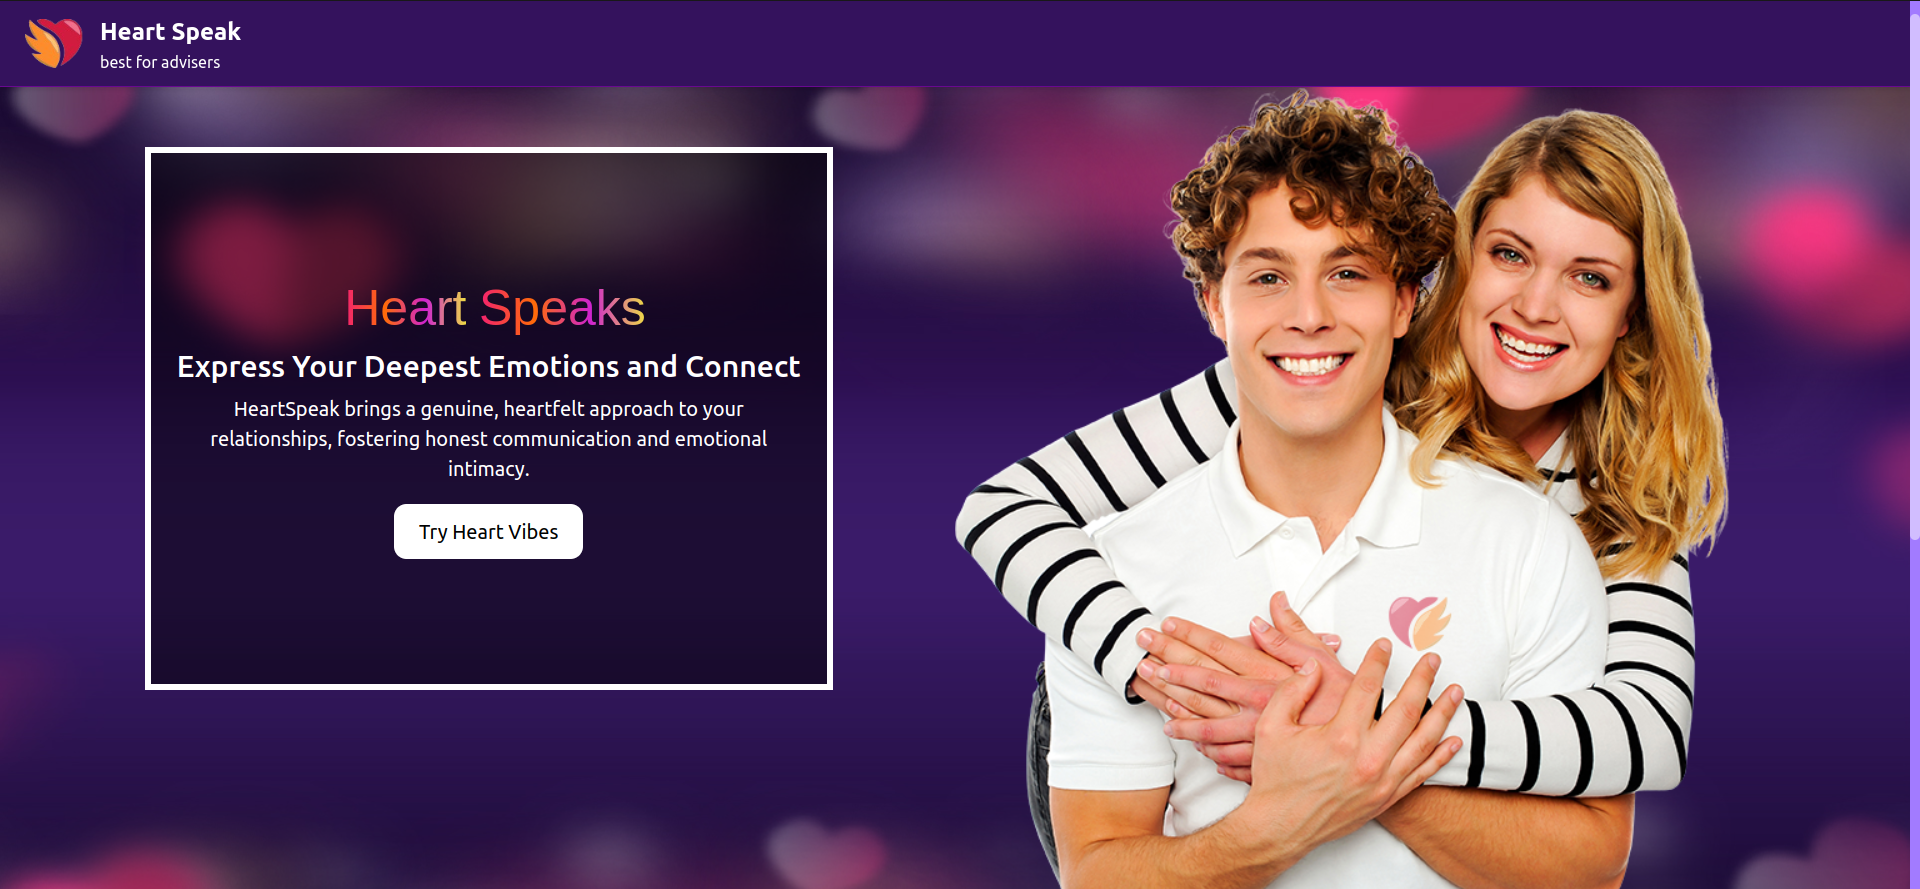 Heart Speak
best for advisers
Heart Speaks
Express Your Deepest Emotions and Connect
HeartSpeak brings a genuine, heartfelt approach to your
relationships, fostering honest communication and emotional
intimacy.
Try Heart Vibes